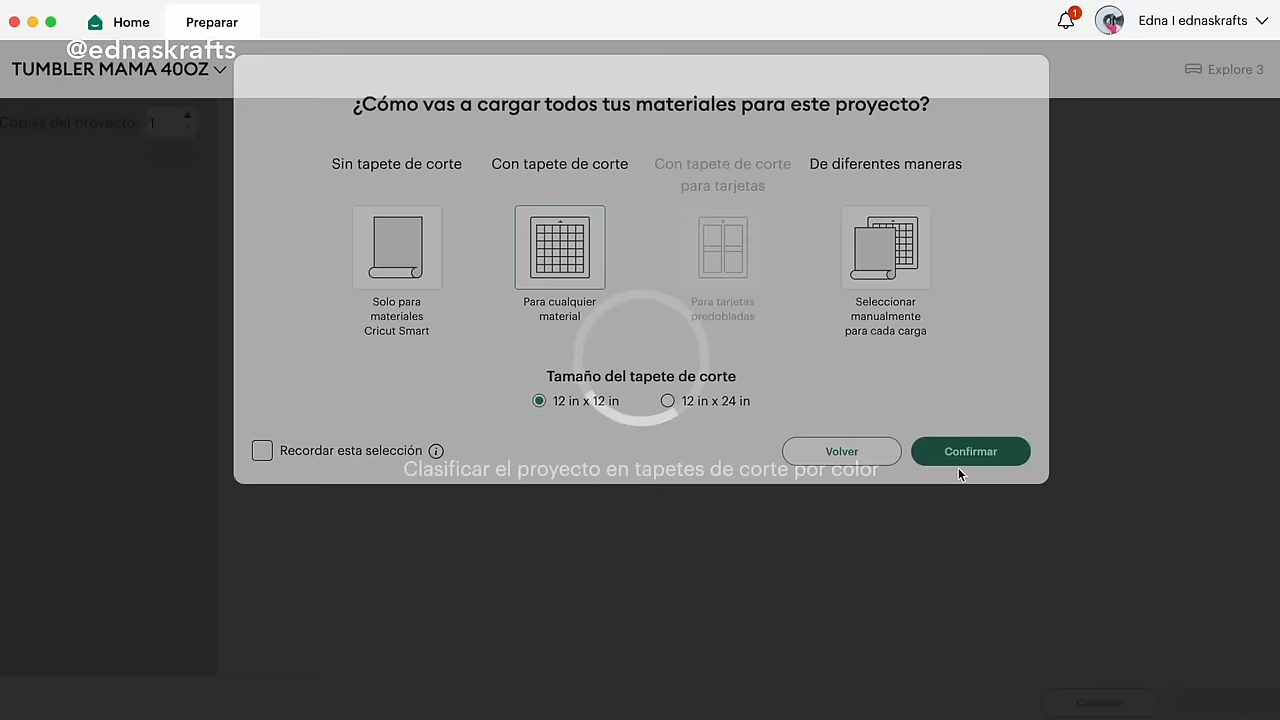 Home
Preparar
1
Edna I ednaskrafts
@ednaskrafts
TUMBLER MAMA 40OZ
Explore 3
Copias del proyecto
1
¿Cómo vas a cargar todos tus materiales para este proyecto?
Sin tapete de corte
Con tapete de corte
Con tapete de corte
para tarjetas
De diferentes maneras
Solo para
materiales
Cricut Smart
Para cualquier
material
Para tarjetas
predobladas
Seleccionar
manualmente
para cada carga
Tamaño del tapete de corte
12 in x 12 in
12 in x 24 in
Recordar esta selección
Volver
Confirmar
Clasificar el proyecto en tapetes de corte por color